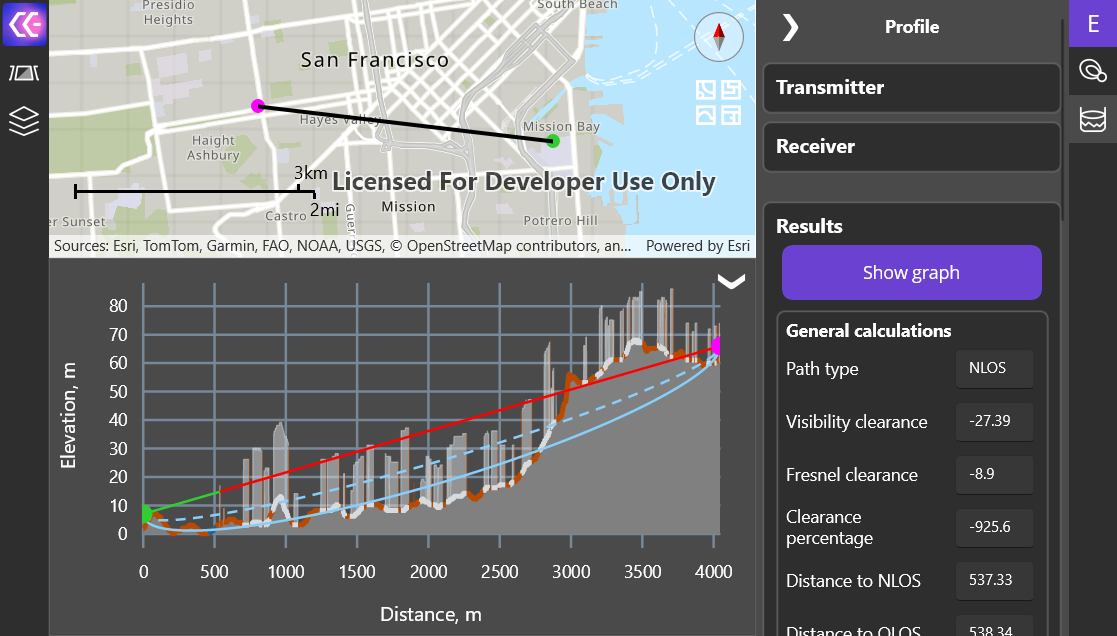 Presidio
Heights
South Beach
San Francisco
Hayes Valley
Mission Bay
Haight
Ashbury
3km
Licensed For Developer Use Only
2mi
Castro
Mission
Potrero Hill
er Sunset
Guerr
Sources: Esri, TomTom, Garmin, FAO, NOAA, USGS, © OpenStreetMap contributors, an...
Powered by Esri
Elevation, m
80
70
60
50
40
30
20
10
0
0 500 1000 1500 2000 2500 3000 3500 4000
Distance, m
Profile
E
Transmitter
Receiver
Results
Show graph
General calculations
Path type NLOS
Visibility clearance -27.39
Fresnel clearance -8.9
Clearance
percentage -925.6
Distance to NLOS 537.33
Distance to OLOS 538.34